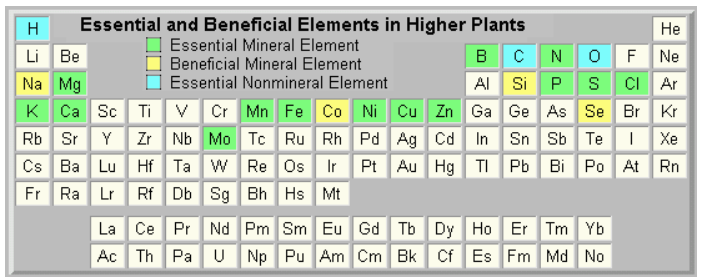 Essential and Beneficial Elements in Higher Plants
H He
Essential Mineral Element
Beneficial Mineral Element
Essential Nonmineral Element
Li Be B C N O F Ne
Na Mg Al Si P S Cl Ar
K Ca Sc Ti V Cr Mn Fe Co Ni Cu Zn Ga Ge As Se Br Kr
Rb Sr Y Zr Nb Mo Tc Ru Rh Pd Ag Cd In Sn Sb Te I Xe
Cs Ba Lu Hf Ta W Re Os Ir Pt Au Hg Tl Pb Bi Po At Rn
Fr Ra Lr Rf Db Sg Bh Hs Mt
La Ce Pr Nd Pm Sm Eu Gd Tb Dy Ho Er Tm Yb
Ac Th Pa U Np Pu Am Cm Bk Cf Es Fm Md No